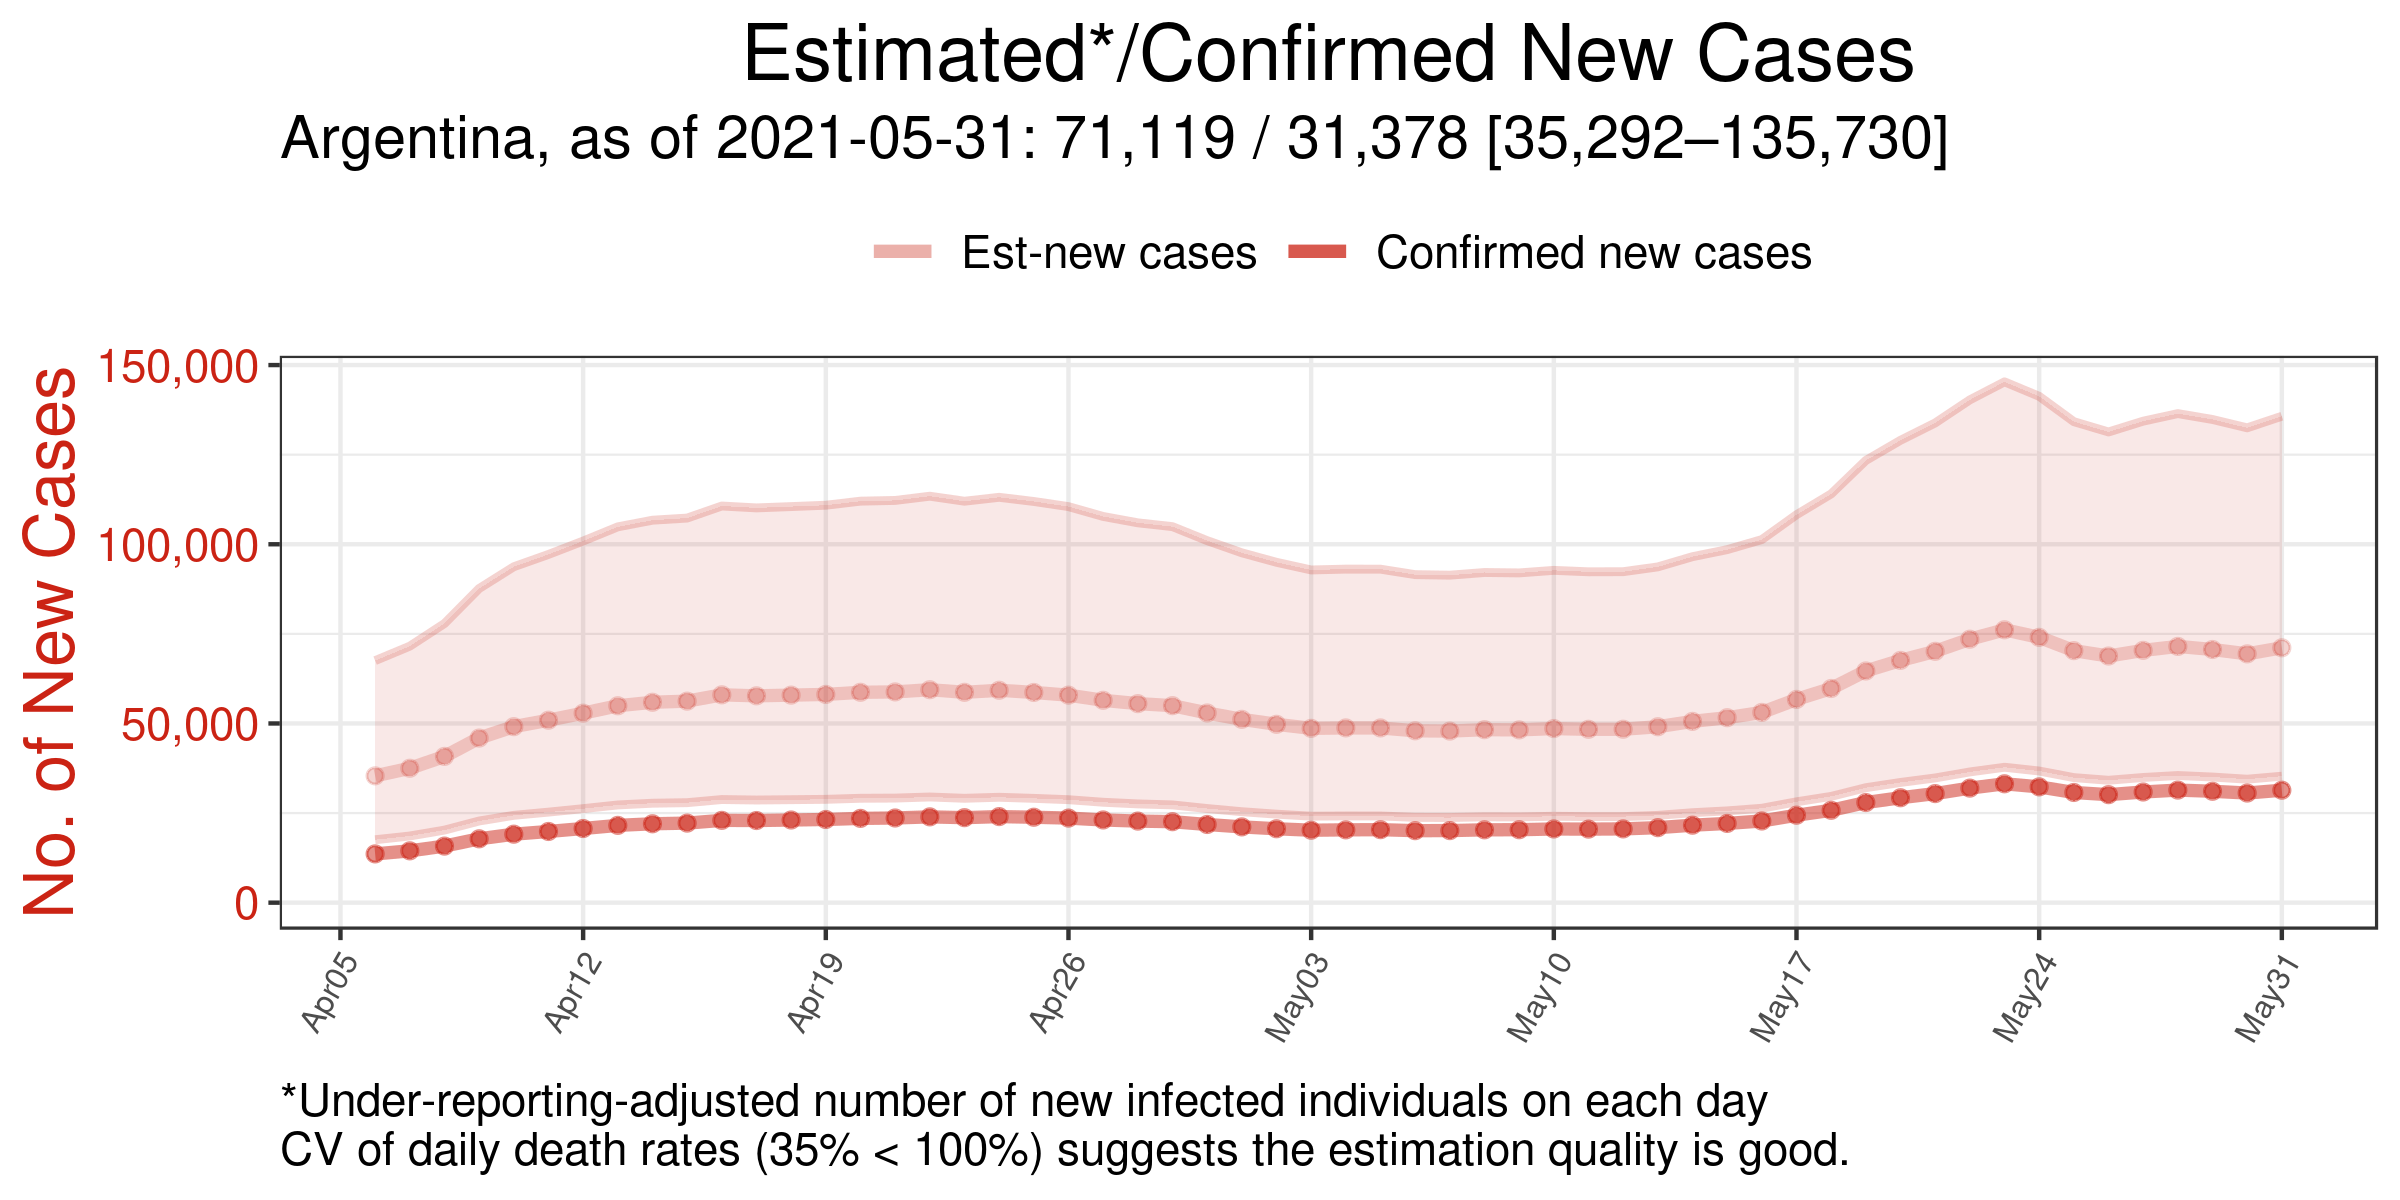 Estimated*/Confirmed New Cases
Argentina, as of 2021-05-31: 71,119 / 31,378 [35,292–135,730]
Est-new cases Confirmed new cases
No. of New Cases
150,000
100,000
50,000
0
Apr05 Apr12 Apr19 Apr26 May03 May10 May17 May24 May31
*Under-reporting-adjusted number of new infected individuals on each day
CV of daily death rates (35% < 100%) suggests the estimation quality is good.